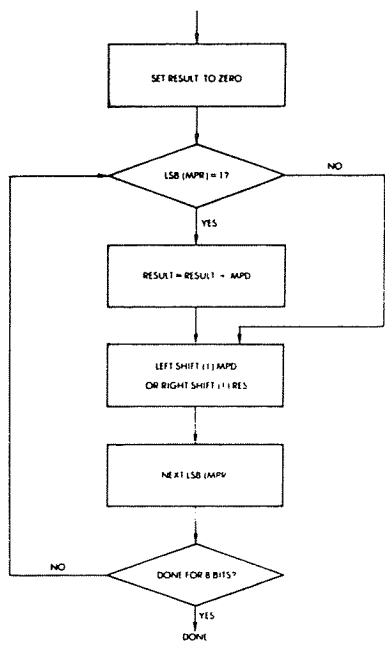 SET RESULT TO ZERO
LSB (MPR) = 1?
NO
YES
RESULT = RESULT + MPD
LEFT SHIFT (1) MPD
OR RIGHT SHIFT (1) RES
NEXT LSB (MPR
NO
DONE FOR 8 BITS?
YES
DONE